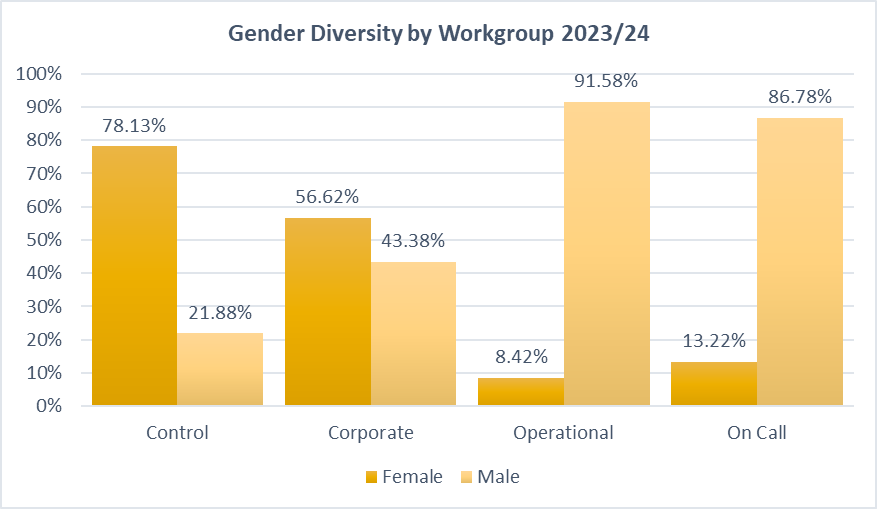 Gender Diversity by Workgroup 2023/24
100%
90%
80%
70%
60%
50%
40%
30%
20%
10%
0%
78.13%
21.88%
56.62%
43.38%
8.42%
91.58%
13.22%
86.78%
Control
Corporate
Operational
On Call
Female
Male